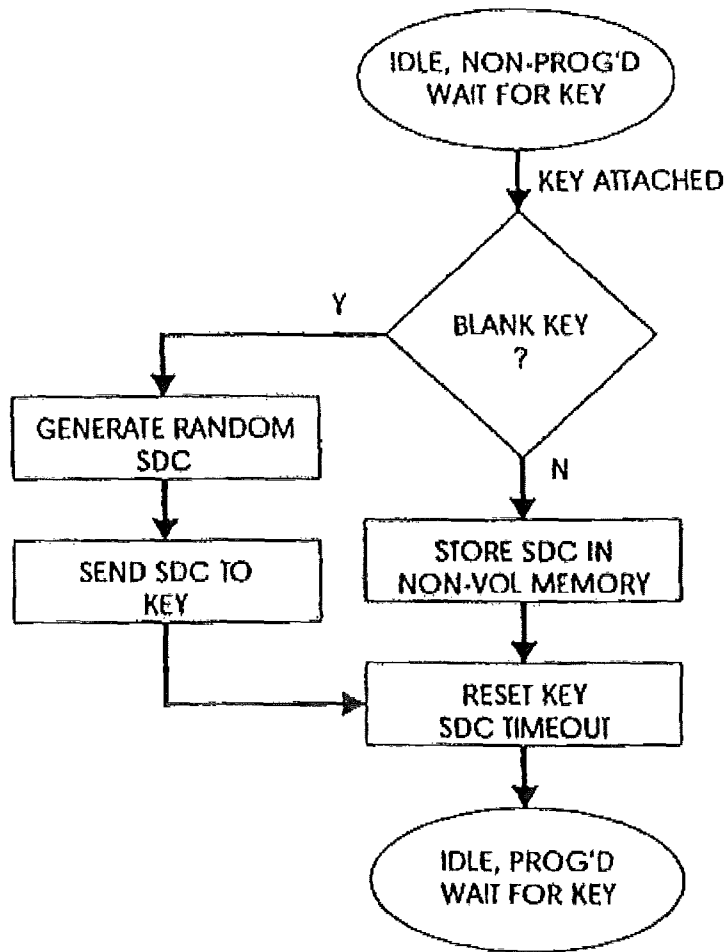 IDLE, NON-PROG'D
WAIT FOR KEY
KEY ATTACHED
BLANK KEY
?
Y
GENERATE RANDOM
SDC
SEND SDC TO
KEY
N
STORE SDC IN
NON-VOL MEMORY
RESET KEY
SDC TIMEOUT
IDLE, PROG'D
WAIT FOR KEY